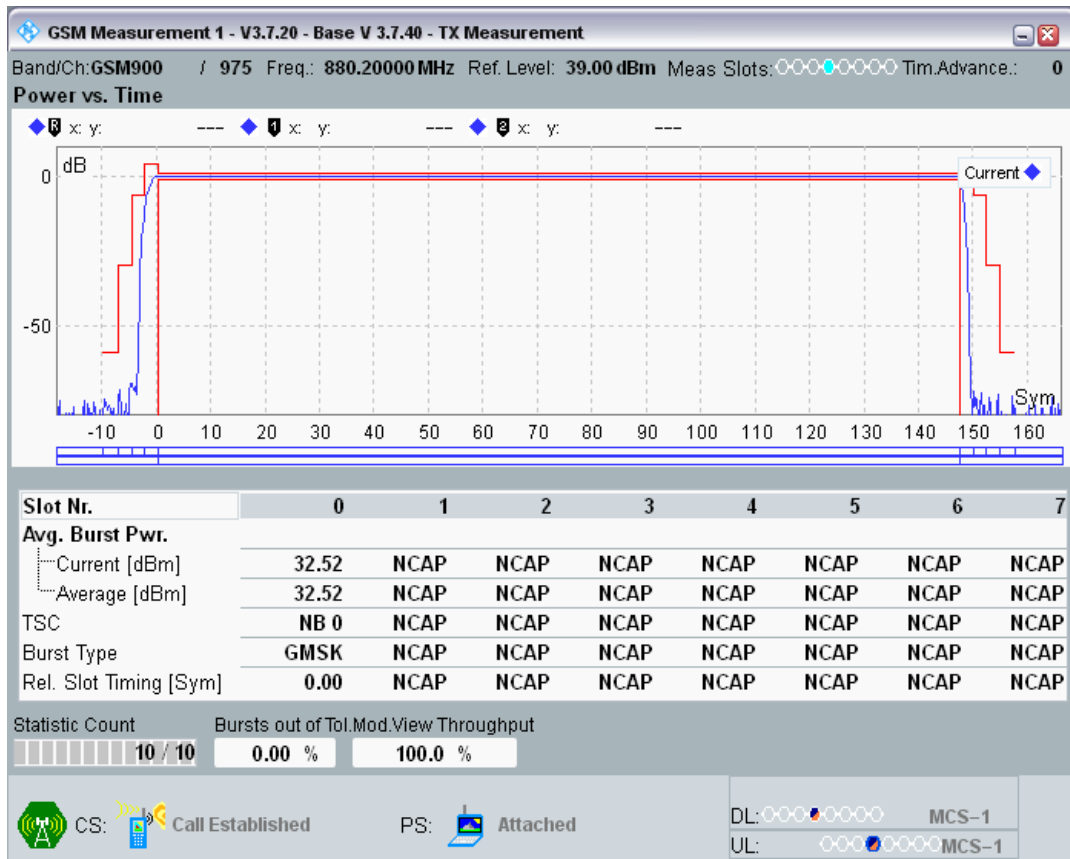 GSM Measurement 1 - V3.7.20 - Base V 3.7.40 - TX Measurement
Band/Ch:GSM900 / 975 Freq.: 880.20000 MHz Ref. Level: 39.00 dBm Meas Slots: Tim.Advance.: 0
Power vs. Time
R x: y: --- 1 x: y: --- 2 x: y: ---
dB
Current
0
-50
Sym
-10 0 10 20 30 40 50 60 70 80 90 100 110 120 130 140 150 160
Slot Nr. 0 1 2 3 4 5 6 7
Avg. Burst Pwr.
Current [dBm] 32.52 NCAP NCAP NCAP NCAP NCAP NCAP NCAP
Average [dBm] 32.52 NCAP NCAP NCAP NCAP NCAP NCAP NCAP
TSC NB 0 NCAP NCAP NCAP NCAP NCAP NCAP NCAP
Burst Type GMSK NCAP NCAP NCAP NCAP NCAP NCAP NCAP
Rel. Slot Timing [Sym] 0.00 NCAP NCAP NCAP NCAP NCAP NCAP NCAP
Statistic Count Bursts out of Tol.Mod.View Throughput
10 / 10 0.00 % 100.0 %
CS: Call Established PS: Attached
DL: MCS-1
UL: MCS-1